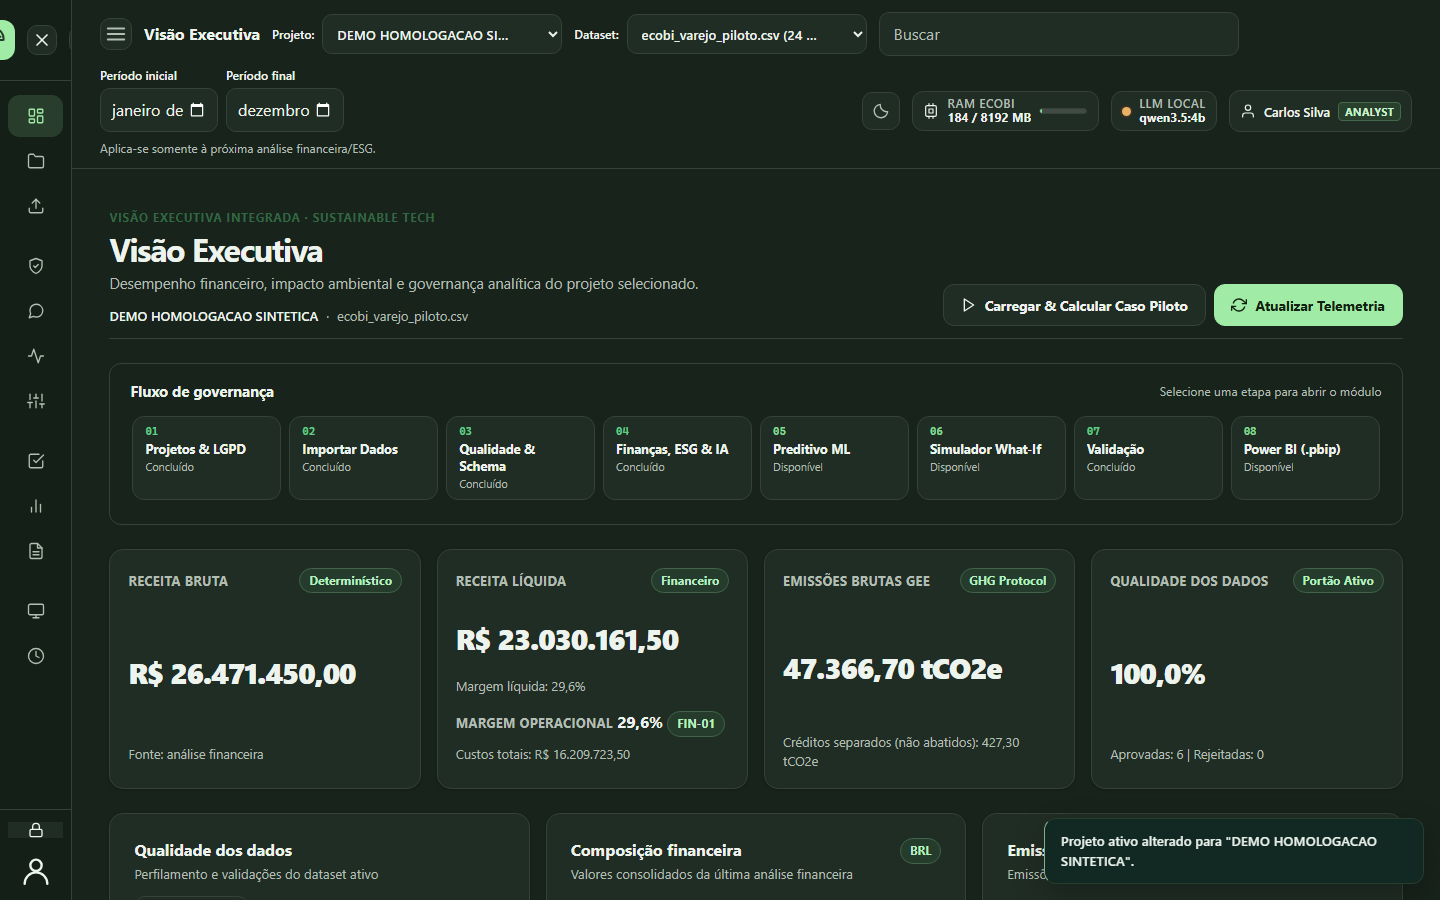 Visão Executiva
Projeto:
DEMO HOMOLOGACAO SI...
Dataset:
ecobi_varejo_piloto.csv (24 ...
Buscar
Período inicial
Período final
janeiro de
dezembro
Aplica-se somente à próxima análise financeira/ESG.
RAM ECOBI
184 / 8192 MB
LLM LOCAL
qwen3.5:4b
Carlos Silva
ANALYST
VISÃO EXECUTIVA INTEGRADA · SUSTAINABLE TECH
Visão Executiva
Desempenho financeiro, impacto ambiental e governança analítica do projeto selecionado.
DEMO HOMOLOGACAO SINTETICA · ecobi_varejo_piloto.csv
Carregar & Calcular Caso Piloto
Atualizar Telemetria
Fluxo de governança
Selecione uma etapa para abrir o módulo
01
Projetos & LGPD
Concluído
02
Importar Dados
Concluído
03
Qualidade &
Schema
Concluído
04
Finanças, ESG & IA
Concluído
05
Preditivo ML
Disponível
06
Simulador What-If
Disponível
07
Validação
Concluído
08
Power BI (.pbip)
Disponível
RECEITA BRUTA
Determinístico
R$ 26.471.450,00
Fonte: análise financeira
RECEITA LÍQUIDA
Financeiro
R$ 23.030.161,50
Margem líquida: 29,6%
MARGEM OPERACIONAL 29,6% FIN-01
Custos totais: R$ 16.209.723,50
EMISSÕES BRUTAS GEE
GHG Protocol
47.366,70 tCO2e
Créditos separados (não abatidos): 427,30
tCO2e
QUALIDADE DOS DADOS
Portão Ativo
100,0%
Aprovadas: 6 | Rejeitadas: 0
Qualidade dos dados
Perfilamento e validações do dataset ativo
Composição financeira
BRL
Valores consolidados da última análise financeira
Projeto ativo alterado para "DEMO HOMOLOGACAO
SINTETICA".